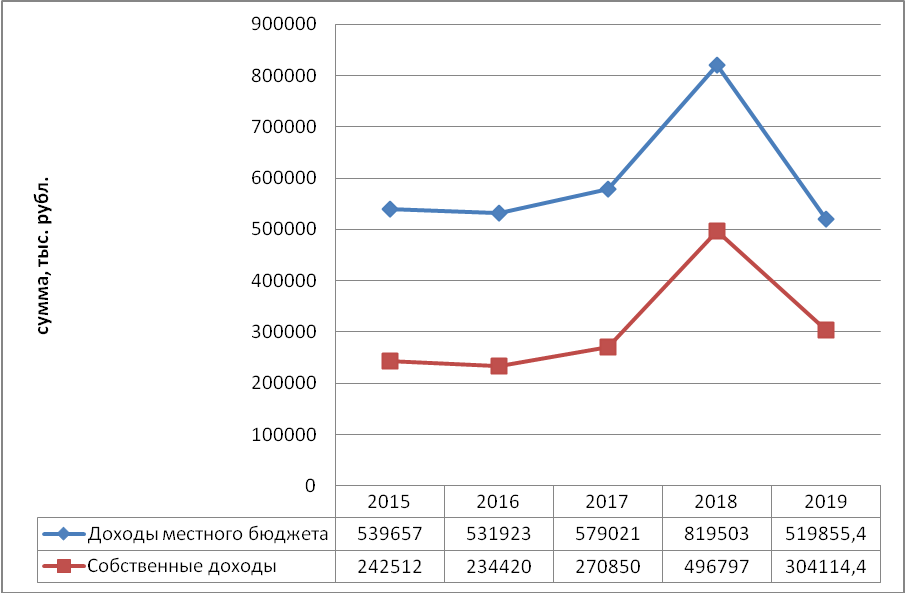 900000
800000
700000
600000
500000
400000
300000
200000
100000
0
сумма, тыс. рубл.
2015 2016 2017 2018 2019
Доходы местного бюджета 539657 531923 579021 819503 519855,4
Собственные доходы 242512 234420 270850 496797 304114,4